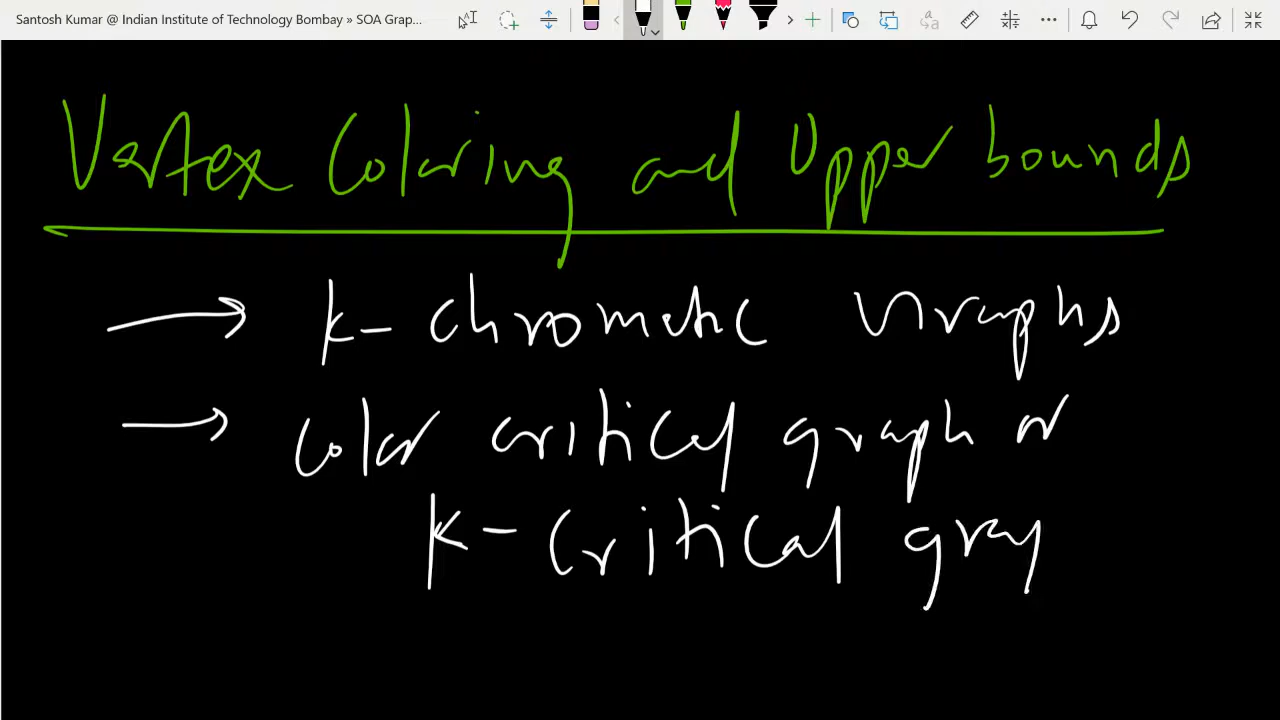 Santosh Kumar @ Indian Institute of Technology Bombay » SOA Grap...
Vertex Coloring and Upper bounds
→ k-chromatic Graphs
→ color critical graph or
k-critical grap